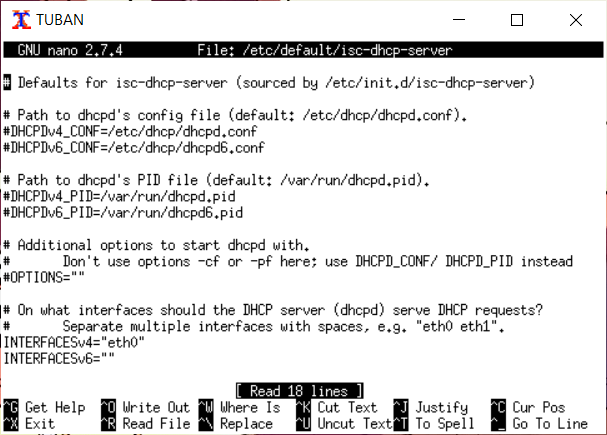 TUBAN
GNU nano 2.7.4 File: /etc/default/isc-dhcp-server
# Defaults for isc-dhcp-server (sourced by /etc/init.d/isc-dhcp-server)
# Path to dhcpd's config file (default: /etc/dhcp/dhcpd.conf).
#DHCPDv4_CONF=/etc/dhcp/dhcpd.conf
#DHCPDv6_CONF=/etc/dhcp/dhcpd6.conf
# Path to dhcpd's PID file (default: /var/run/dhcpd.pid).
#DHCPDv4_PID=/var/run/dhcpd.pid
#DHCPDv6_PID=/var/run/dhcpd6.pid
# Additional options to start dhcpd with.
# Don't use options -cf or -pf here; use DHCPD_CONF/ DHCPD_PID instead
#OPTIONS=""
# On what interfaces should the DHCP server (dhcpd) serve DHCP requests?
# Separate multiple interfaces with spaces, e.g. "eth0 eth1".
INTERFACESv4="eth0"
INTERFACESv6=""
[ Read 18 lines ]
^G Get Help ^O Write Out ^W Where Is ^K Cut Text ^J Justify ^C Cur Pos
^X Exit ^R Read File ^\ Replace ^U Uncut Text ^T To Spell ^_ Go To Line